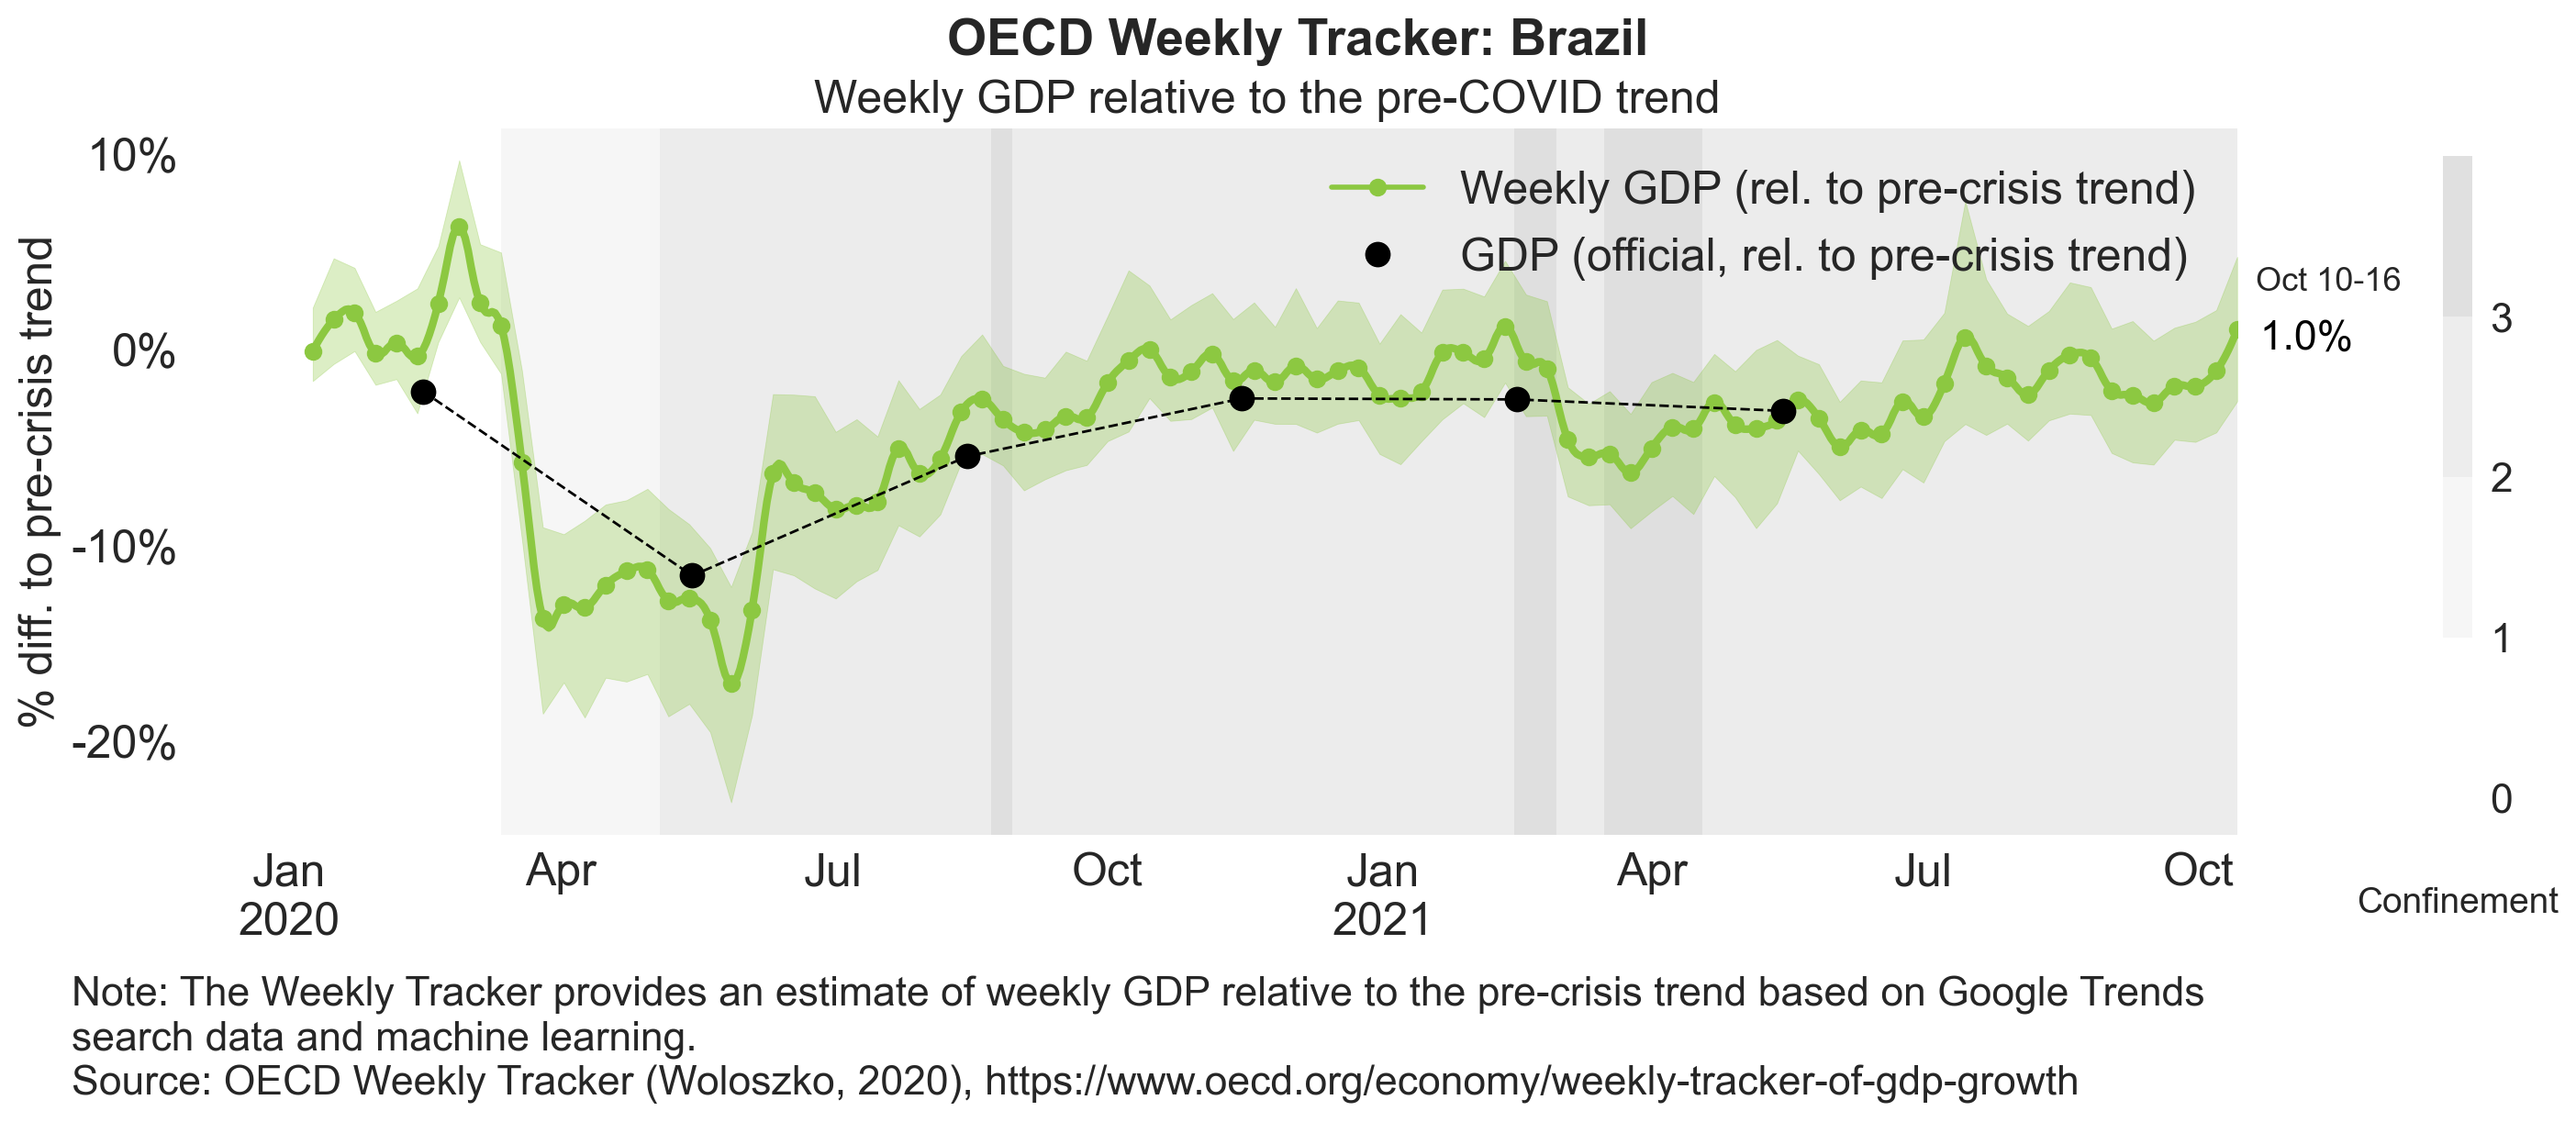 OECD Weekly Tracker: Brazil
Weekly GDP relative to the pre-COVID trend
% diff. to pre-crisis trend
10%
0%
-10%
-20%
Weekly GDP (rel. to pre-crisis trend)
GDP (official, rel. to pre-crisis trend)
Oct 10-16
1.0%
3
2
1
0
Confinement
Jan Apr Jul Oct Jan Apr Jul Oct
2020 2021
Note: The Weekly Tracker provides an estimate of weekly GDP relative to the pre-crisis trend based on Google Trends
search data and machine learning.
Source: OECD Weekly Tracker (Woloszko, 2020), https://www.oecd.org/economy/weekly-tracker-of-gdp-growth